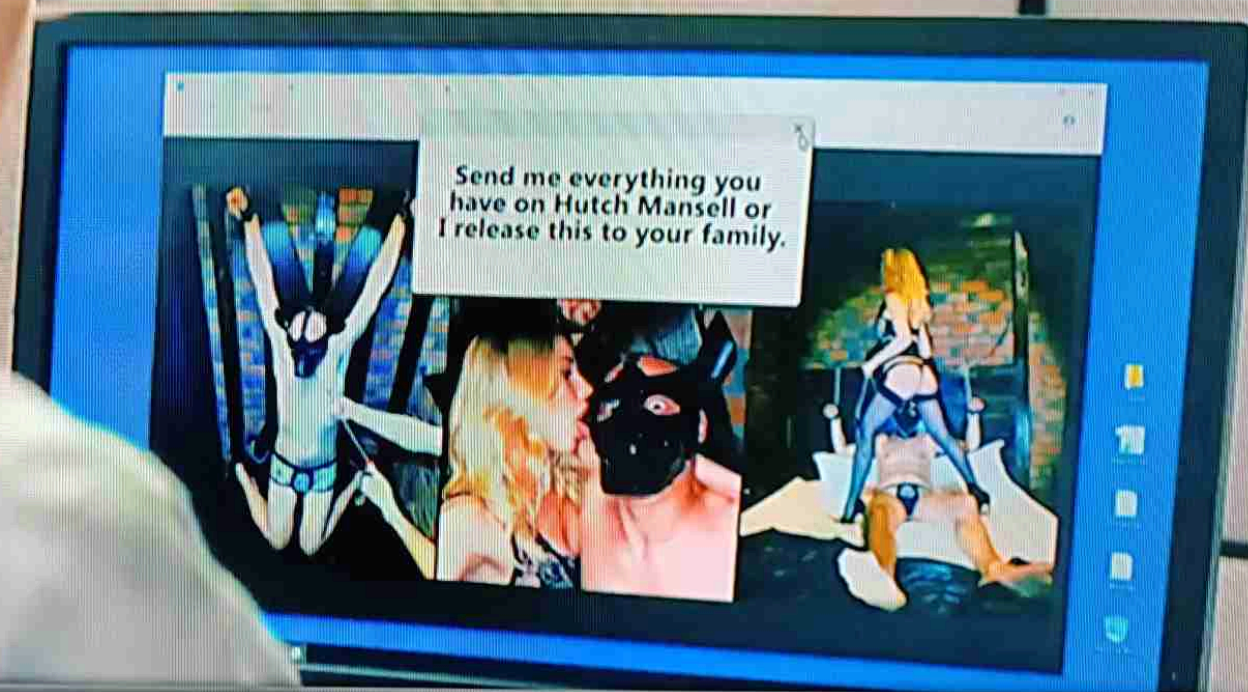 Send me everything you
have on Hutch Mansell or
I release this to your family.